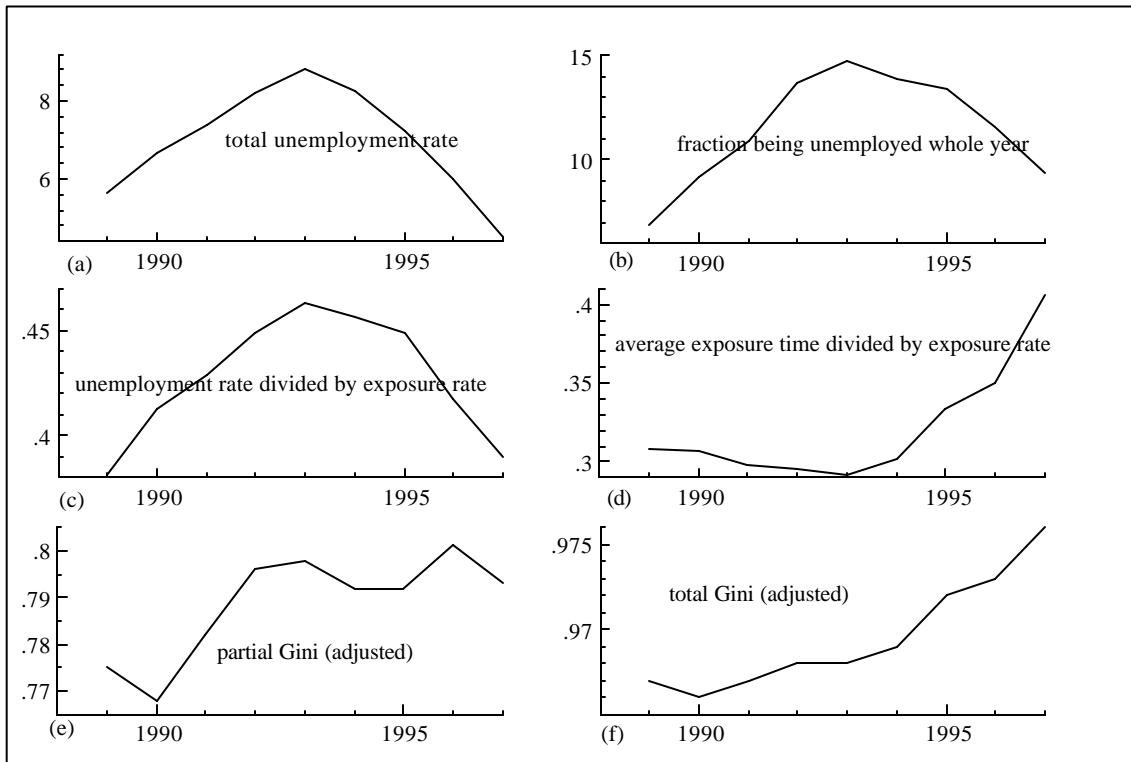 8
6
total unemployment rate
(a)
1990
1995
15
10
fraction being unemployed whole year
(b)
1990
1995
.45
.4
unemployment rate divided by exposure rate
(c)
1990
1995
.4
.35
.3
average exposure time divided by exposure rate
(d)
1990
1995
.8
.79
.78
.77
partial Gini (adjusted)
(e)
1990
1995
.975
.97
total Gini (adjusted)
(f)
1990
1995